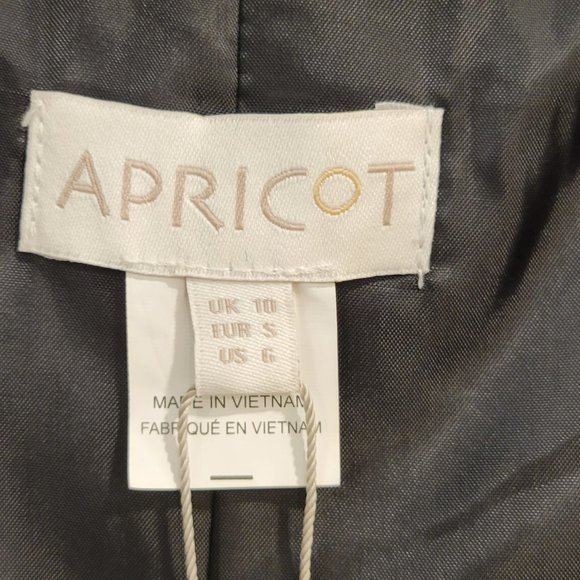 APRICOT
UK 10
EUR S
US 6
MADE IN VIETNAM
FABRIQUÉ EN VIETNAM